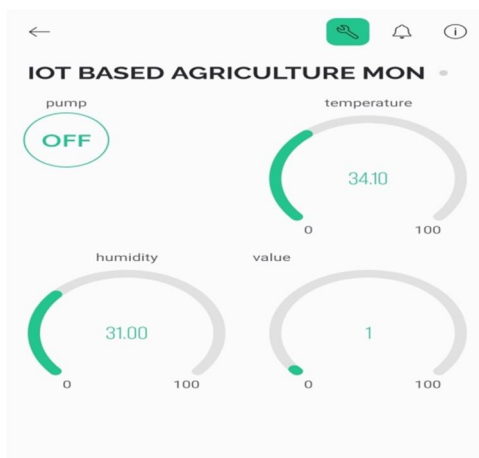 IOT BASED AGRICULTURE MON
pump
temperature
OFF
34.10
0
100
humidity
value
31.00
1
0
100
0
100